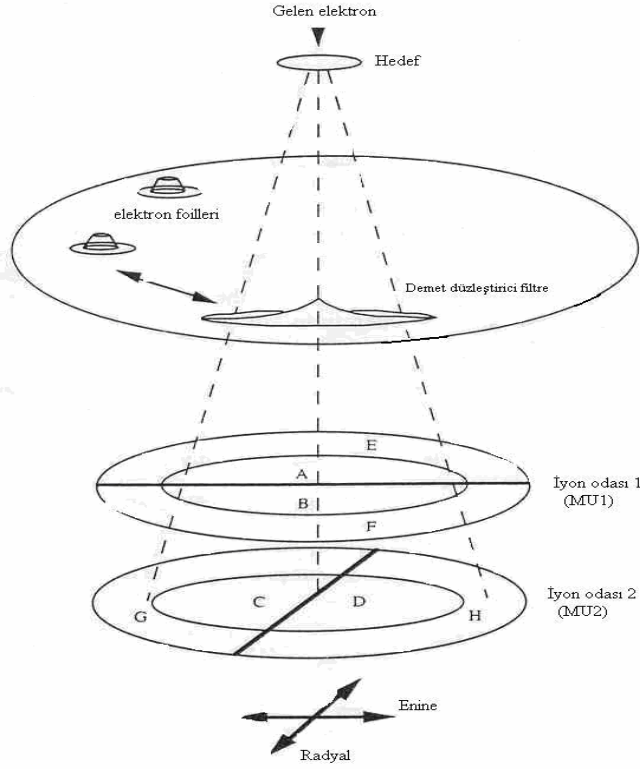 Gelen elektron
Hedef
elektron foilleri
Demet düzleştirici filtre
E
A
İyon odası 1
(MU1)
B
F
C
D
İyon odası 2
(MU2)
G
H
Enine
Radyal